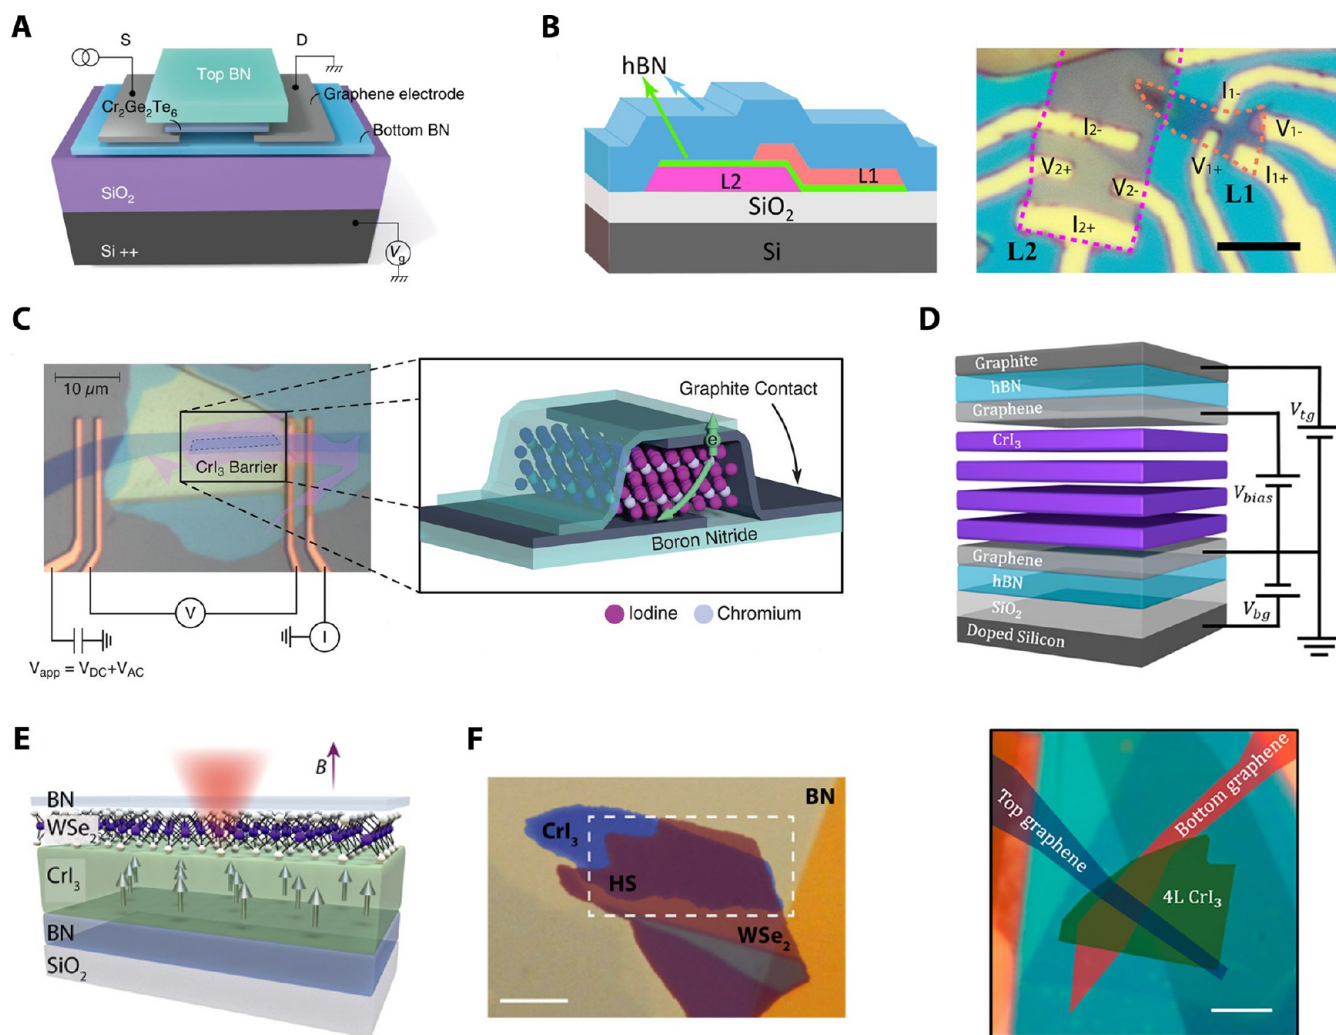 A
S
D
Top BN
Cr₂Ge₂Te₆
Graphene electrode
Bottom BN
SiO₂
Si ++
Vg
B
hBN
L2
L1
SiO₂
Si
I₁₋
I₂₋
V₁₋
V₂₊
V₂₋
V₁₊
I₁₊
L1
I₂₊
L2
C
10 μm
CrI₃ Barrier
V
I
Vapp = VDC+VAC
Graphite Contact
e
Boron Nitride
Iodine
Chromium
D
Graphite
hBN
Graphene
CrI₃
Graphene
hBN
SiO₂
Doped Silicon
Vtg
Vbias
Vbg
Top graphene
Bottom graphene
4L CrI₃
E
B
BN
WSe₂
CrI₃
BN
SiO₂
F
BN
CrI₃
HS
WSe₂